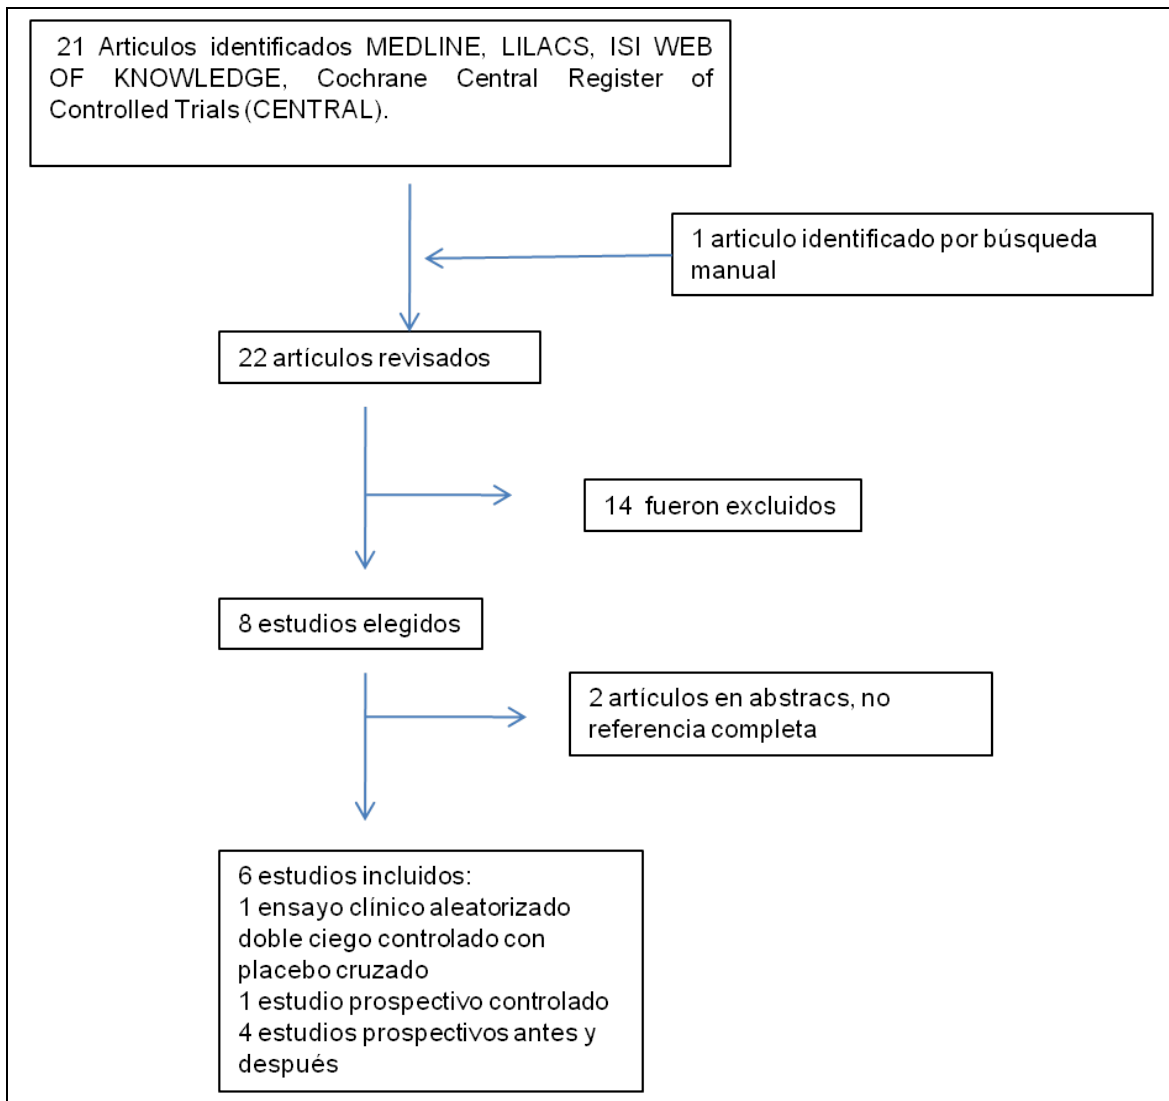 21 Articulos identificados MEDLINE, LILACS, ISI WEB
OF KNOWLEDGE, Cochrane Central Register of
Controlled Trials (CENTRAL).
1 articulo identificado por búsqueda
manual
22 artículos revisados
14 fueron excluidos
8 estudios elegidos
2 artículos en abstracs, no
referencia completa
6 estudios incluidos:
1 ensayo clínico aleatorizado
doble ciego controlado con
placebo cruzado
1 estudio prospectivo controlado
4 estudios prospectivos antes y
después